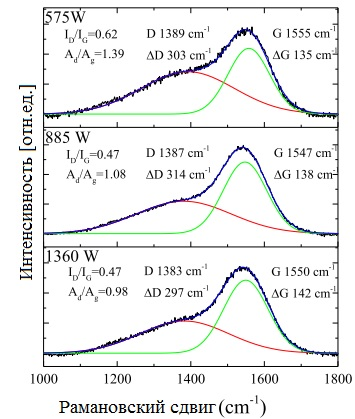 575W
I_D/I_G=0.62 D 1389 cm⁻¹ G 1555 cm⁻¹
A_d/A_g=1.39 ΔD 303 cm⁻¹ ΔG 135 cm⁻¹
885 W
I_D/I_G=0.47 D 1387 cm⁻¹ G 1547 cm⁻¹
A_d/A_g=1.08 ΔD 314 cm⁻¹ ΔG 138 cm⁻¹
1360 W
I_D/I_G=0.47 D 1383 cm⁻¹ G 1550 cm⁻¹
A_d/A_g=0.98 ΔD 297 cm⁻¹ ΔG 142 cm⁻¹
Интенсивность [отн.ед.]
1000 1200 1400 1600 1800
Рамановский сдвиг (cm⁻¹)